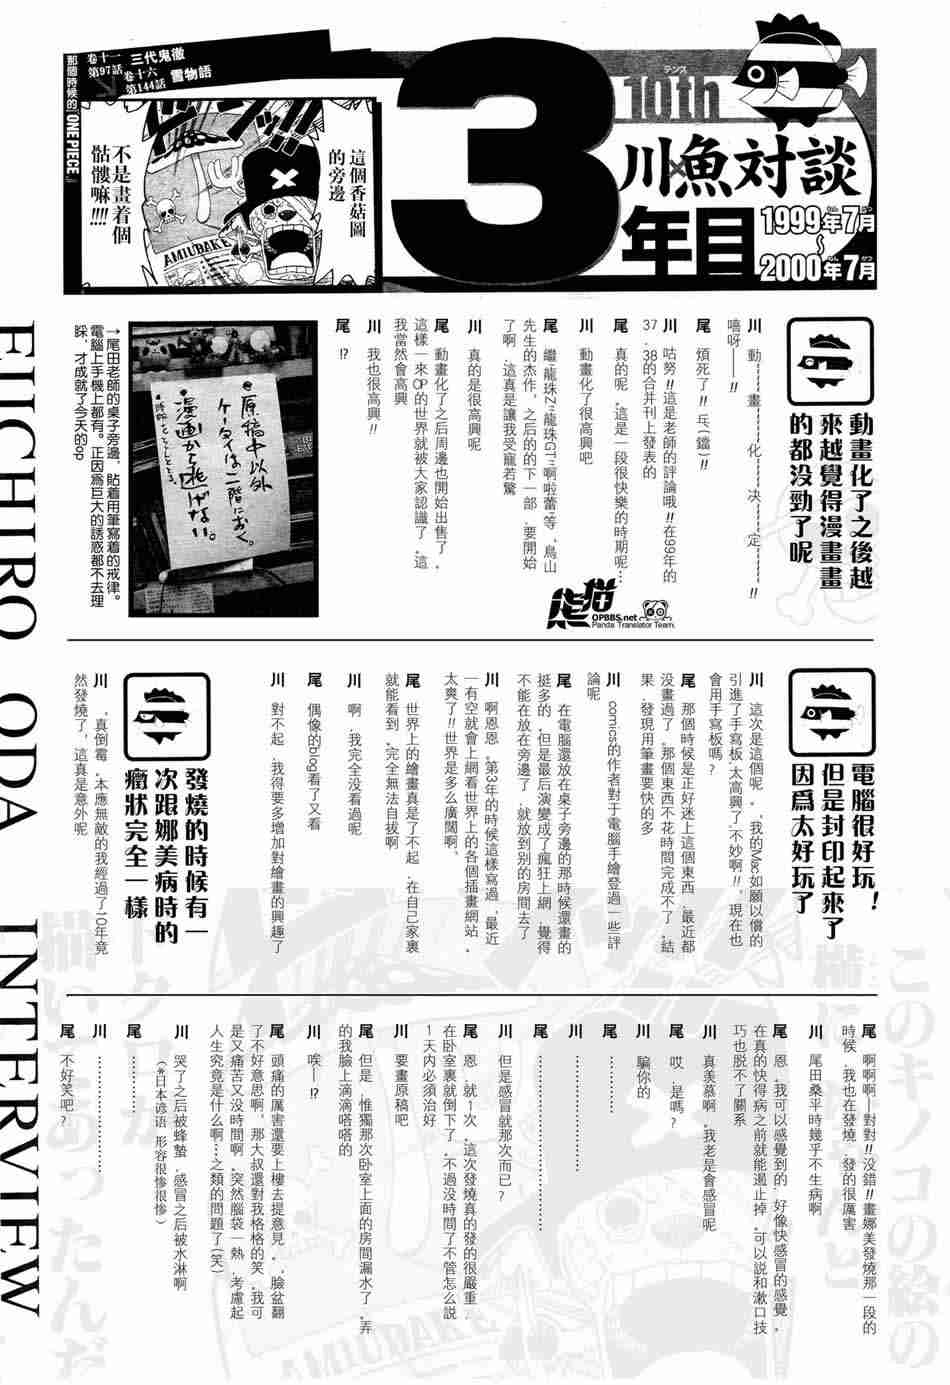 那個時候的 ONE PIECE
卷十一
第97話
三代鬼徹
卷十六
第144話
雪物語
這個香菇圖
的旁邊
不是畫着個
骷髏嘛!!!!
AMIUBAKE
3
10th
テンス
川×魚対談
年目
1999年7月
～
2000年7月
動畫化了之後越
來越覺得漫畫畫
的都没勁了呢
川 動----畫----化----决----定----!!
嘻呀——!!
尾 煩死了!! 乓(鐺)!!
川 咕努!! 這是老師的評論哦!! 在99年的
37.38的合并刊上發表的
尾 真的呢，這是一段很快樂的時期呢…
川 動畫化了很高興吧
尾 繼"龍珠Z""龍珠GT""啊啦蕾"等，鳥山
先生的杰作，之后的的下一部，要開始
了啊，這真是讓我受寵若驚
川 真的是很高興呢
尾 動畫化了之后周邊也開始出售了，
這樣一來OP的世界就被大家認識了，這
我當然會高興
川 我也很高興!!
尾 !?
原稿中以外
ケータイは二階におく。
漫画から逃げない。
→尾田老師的桌子旁邊，貼着用筆寫着的戒律。
電腦上手機上都有。正因爲巨大的誘惑都不去理
睬，才成就了今天的op
熊猫
OPBBS.net
Panda Translator Team.
EIICHIRO ODA INTERVIEW
電腦很好玩!
但是封印起來了
因爲太好玩了
川 這次是這個呢，"我的Mac如願以償的
引進了手寫板，太高興了，不妙啊!!"，現在也
會用手寫板嗎?
尾 那個時候是正好迷上這個東西，最近都
没畫過了，那個東西不花時間完成不了，結
果，發現用筆畫要快的多
川 comics的作者對于電腦手繪登過一些評
論呢
尾 在電腦還放在桌子旁邊的那時候還畫的
挺多的，但是最后演變成了瘋狂上網，覺得
不能在放在旁邊了，就放到别的房間去了
川 啊恩恩，第3年的時候這樣寫過，"最近
一有空就會上網看世界上的各個插畫網站，
太爽了!!世界是多么廣闊啊"，
尾 世界上的繪畫真是了不起，在自己家裏
就能看到，完全無法自拔啊
川 啊，我完全没看過呢
尾 偶像的blog看了又看
川 對不起，我得要多增加對繪畫的興趣了
發燒的時候有一
次跟娜美病時的
癥狀完全一樣
川 "真倒霉，本應無敵的我經過了10年竟
然發燒了"，這真是意外呢
尾 啊啊啊—對對!! 没錯!! 畫娜美發燒那一段的
時候，我也在發燒，發的很厲害
川 尾田桑平時幾乎不生病啊
尾 恩，我可以感覺到的，"好像快感冒的感覺"，
在真的快得病之前就能遏止掉，可以説和漱口技
巧也脱不了關系
川 真羨慕啊，我老是會感冒呢
尾 哎，是嗎?
川 騙你的
尾 ………………
川 ………………
尾 ………………
川 但是感冒就那次而已?
尾 恩，就1次，這次發燒真的發的很嚴重，
在卧室裏就倒下了，不過没時間了不管怎么説
1天内必須治好
川 要畫原稿吧
尾 但是，惟獨那次卧室上面的房間漏水了，弄
的我臉上滴滴嗒嗒的
川 唉—!?
尾 頭痛的厲害還要上樓去提意見，"臉盆翻
了不好意思啊"，那大叔還對我格格的笑，我可
是又痛苦又没時間啊，突然腦袋一熱，考慮起
"人生究竟是什么啊…"之類的問題了(笑)
川 哭了之后被蜂蟄，感冒之后被水淋啊
(※日本諺语 形容很惨很惨)
尾 ………………
川 ………………
尾 不好笑吧?
このキノコの絵の
横に
描いてあったんだ
AMIUBAKE